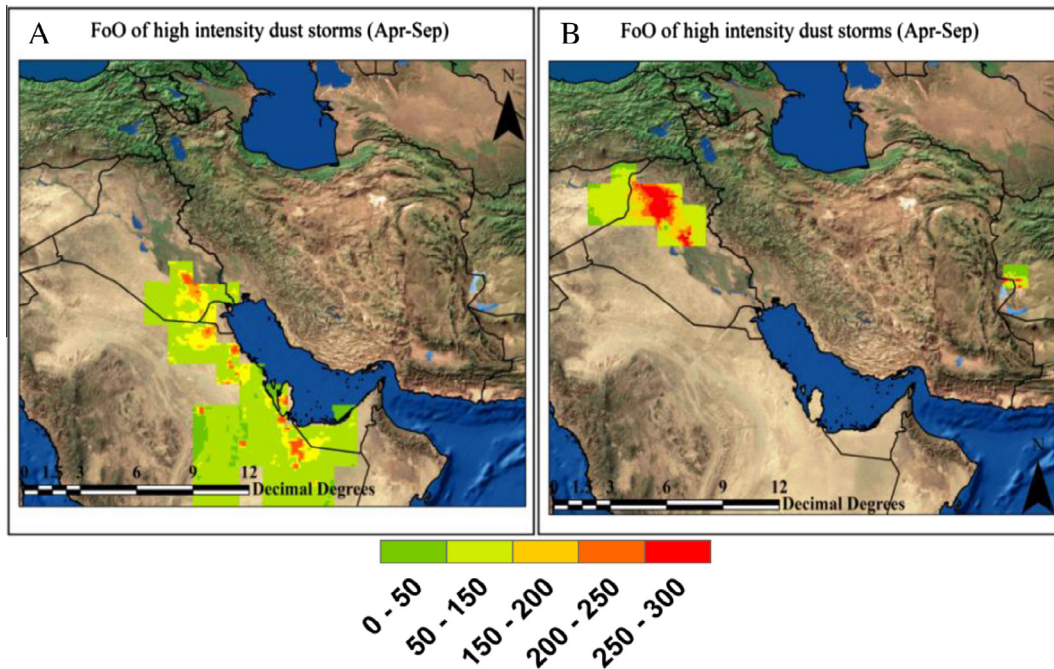 A
FoO of high intensity dust storms (Apr-Sep)
N
0 1.5 3 6 9 12
Decimal Degrees
B
FoO of high intensity dust storms (Apr-Sep)
N
0 1.5 3 6 9 12
Decimal Degrees
0 - 50
50 - 150
150 - 200
200 - 250
250 - 300